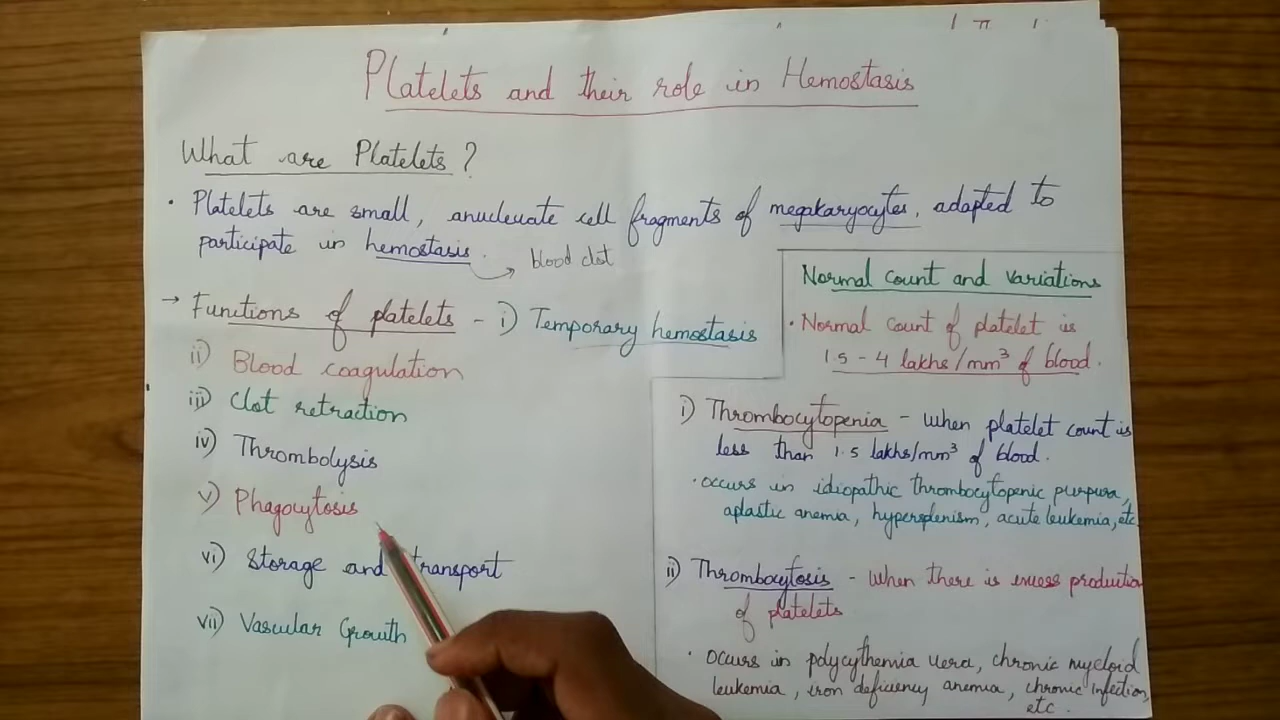 Platelets and their role in Hemostasis
What are Platelets?
• Platelets are small, anucleuate cell fragments of megakaryocytes, adapted to
participate in hemostasis.
blood clot
→ Functions of platelets - i) Temporary hemostasis
ii) Blood coagulation
iii) Clot retraction
iv) Thrombolysis
v) Phagocytosis
vi) Storage and transport
vii) Vascular Growth
Normal count and variations
• Normal count of platelet is
1.5 - 4 lakhs/mm³ of blood.
i) Thrombocytopenia - when platelet count is
less than 1.5 lakhs/mm³ of blood.
• occurs in idiopathic thrombocytopenic purpura,
aplastic anemia, hypersplenism, acute leukemia, etc
ii) Thrombocytosis - when there is excess production
of platelets
• occurs in polycythemia vera, chronic myeloid
leukemia, iron deficiency anemia, chronic infection,
etc.